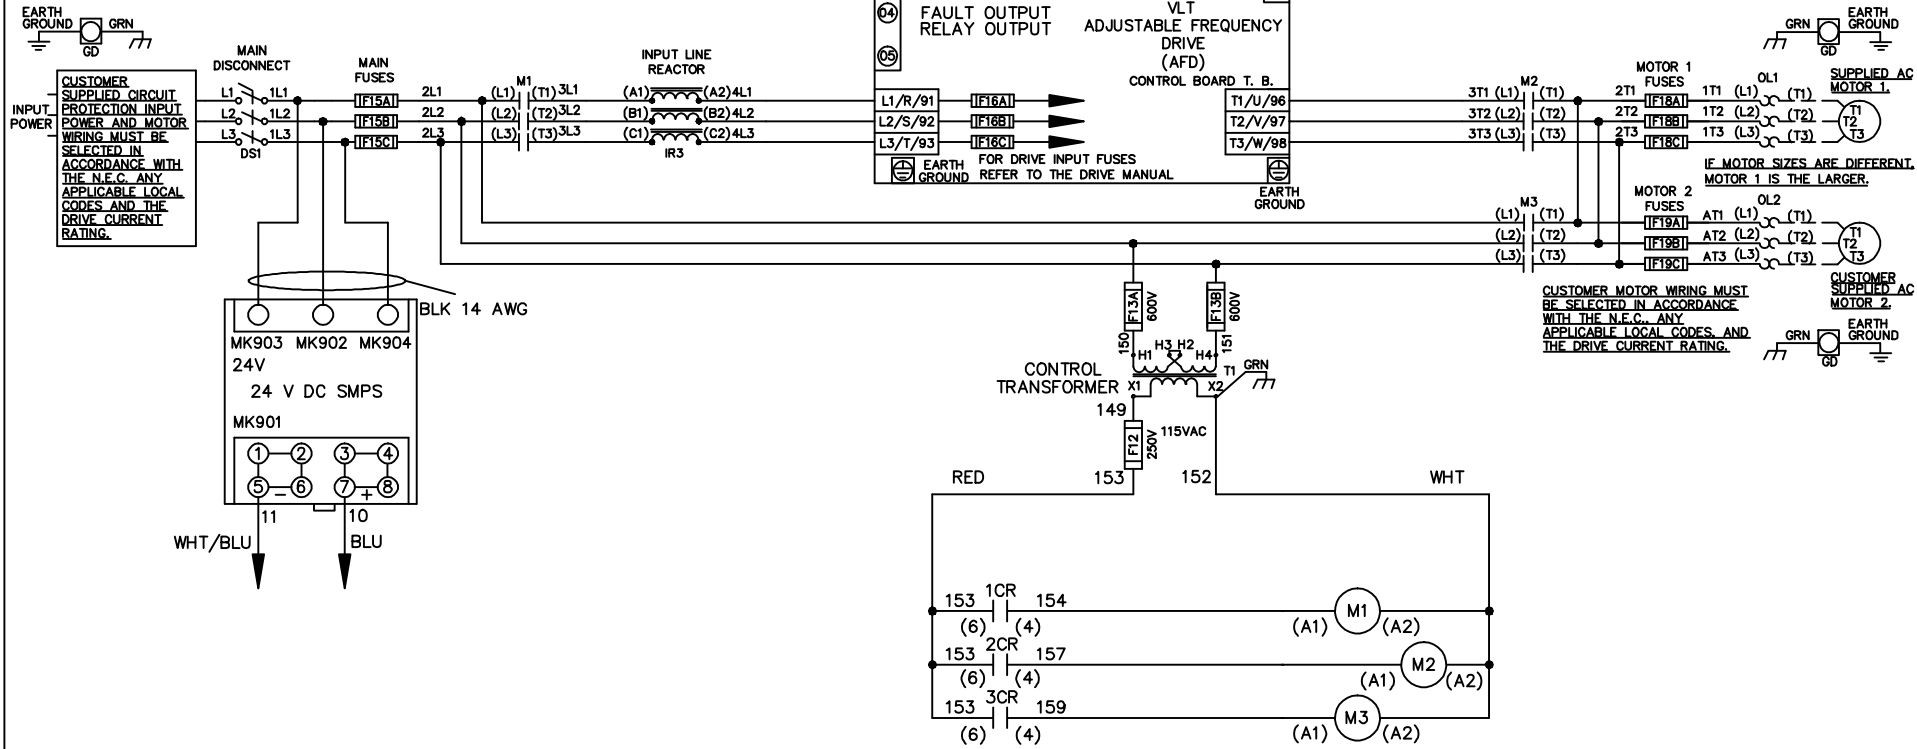 EARTH
GROUND
GRN
GD
MAIN
DISCONNECT
MAIN
FUSES
M1
INPUT LINE
REACTOR
04
05
FAULT OUTPUT
RELAY OUTPUT
VLT
ADJUSTABLE FREQUENCY
DRIVE
(AFD)
CONTROL BOARD T. B.
M2
MOTOR 1
FUSES
OL1
GRN
GD
EARTH
GROUND
SUPPLIED AC
MOTOR 1.
INPUT
POWER
CUSTOMER
SUPPLIED CIRCUIT
PROTECTION INPUT
POWER AND MOTOR
WIRING MUST BE
SELECTED IN
ACCORDANCE WITH
THE N.E.C. ANY
APPLICABLE LOCAL
CODES AND THE
DRIVE CURRENT
RATING.
L1 1L1 F15A 2L1 (L1) (T1) 3L1 (A1) (A2) 4L1 L1/R/91 F16A T1/U/96 3T1 (L1) (T1) 2T1 F18A 1T1 (L1) (T1) T1
L2 1L2 F15B 2L2 (L2) (T2) 3L2 (B1) (B2) 4L2 L2/S/92 F16B T2/V/97 3T2 (L2) (T2) 2T2 F18B 1T2 (L2) (T2) T2
L3 1L3 F15C 2L3 (L3) (T3) 3L3 (C1) (C2) 4L3 L3/T/93 F16C T3/W/98 3T3 (L3) (T3) 2T3 F18C 1T3 (L3) (T3) T3
DS1
IR3
EARTH
GROUND
FOR DRIVE INPUT FUSES
REFER TO THE DRIVE MANUAL
EARTH
GROUND
IF MOTOR SIZES ARE DIFFERENT,
MOTOR 1 IS THE LARGER.
M3
MOTOR 2
FUSES
OL2
(L1) (T1) F19A AT1 (L1) (T1) T1
(L2) (T2) F19B AT2 (L2) (T2) T2
(L3) (T3) F19C AT3 (L3) (T3) T3
CUSTOMER
SUPPLIED AC
MOTOR 2.
CUSTOMER MOTOR WIRING MUST
BE SELECTED IN ACCORDANCE
WITH THE N.E.C., ANY
APPLICABLE LOCAL CODES, AND
THE DRIVE CURRENT RATING.
GRN
GD
EARTH
GROUND
BLK 14 AWG
MK903 MK902 MK904
24V
24 V DC SMPS
MK901
1 2 3 4
5 6 7 8
- +
11 10
WHT/BLU BLU
F13A
600V
F13B
600V
150
151
H1 H3 H2 H4
CONTROL
TRANSFORMER
X1 X2
T1
GRN
149
F12
250V
115VAC
RED 153 152 WHT
153 1CR 154 M1
(6) (4) (A1) (A2)
153 2CR 157 M2
(6) (4) (A1) (A2)
153 3CR 159 M3
(6) (4) (A1) (A2)